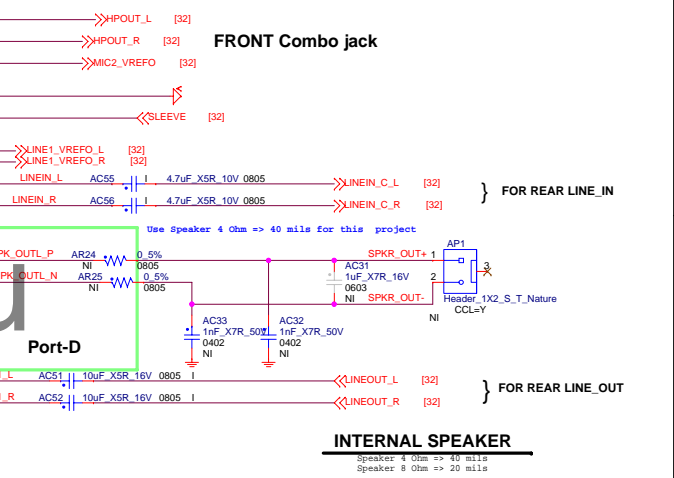 HPOUT_L [32]
HPOUT_R [32]
FRONT Combo jack
MIC2_VREFO [32]
SLEEVE [32]
LINE1_VREFO_L [32]
LINE1_VREFO_R [32]
LINEIN_L AC55 I 4.7uF_X5R_10V 0805 LINEIN_C_L [32]
FOR REAR LINE_IN
LINEIN_R AC56 I 4.7uF_X5R_10V 0805 LINEIN_C_R [32]
Use Speaker 4 Ohm => 40 mils for this project
AP1
PK_OUTL_P AR24 0_5% SPKR_OUT+ 1
NI 0805
AC31 3
PK_OUTL_N AR25 0_5% 1uF_X7R_16V 2
NI 0805 0603
NI SPKR_OUT- Header_1X2_S_T_Nature
NI CCL=Y
AC33 AC32
1nF_X7R_50V 1nF_X7R_50V
0402 0402
NI NI
Port-D
_L AC51 10uF_X5R_16V 0805 I LINEOUT_L [32]
FOR REAR LINE_OUT
_R AC52 10uF_X5R_16V 0805 I LINEOUT_R [32]
INTERNAL SPEAKER
Speaker 4 Ohm => 40 mils
Speaker 8 Ohm => 20 mils